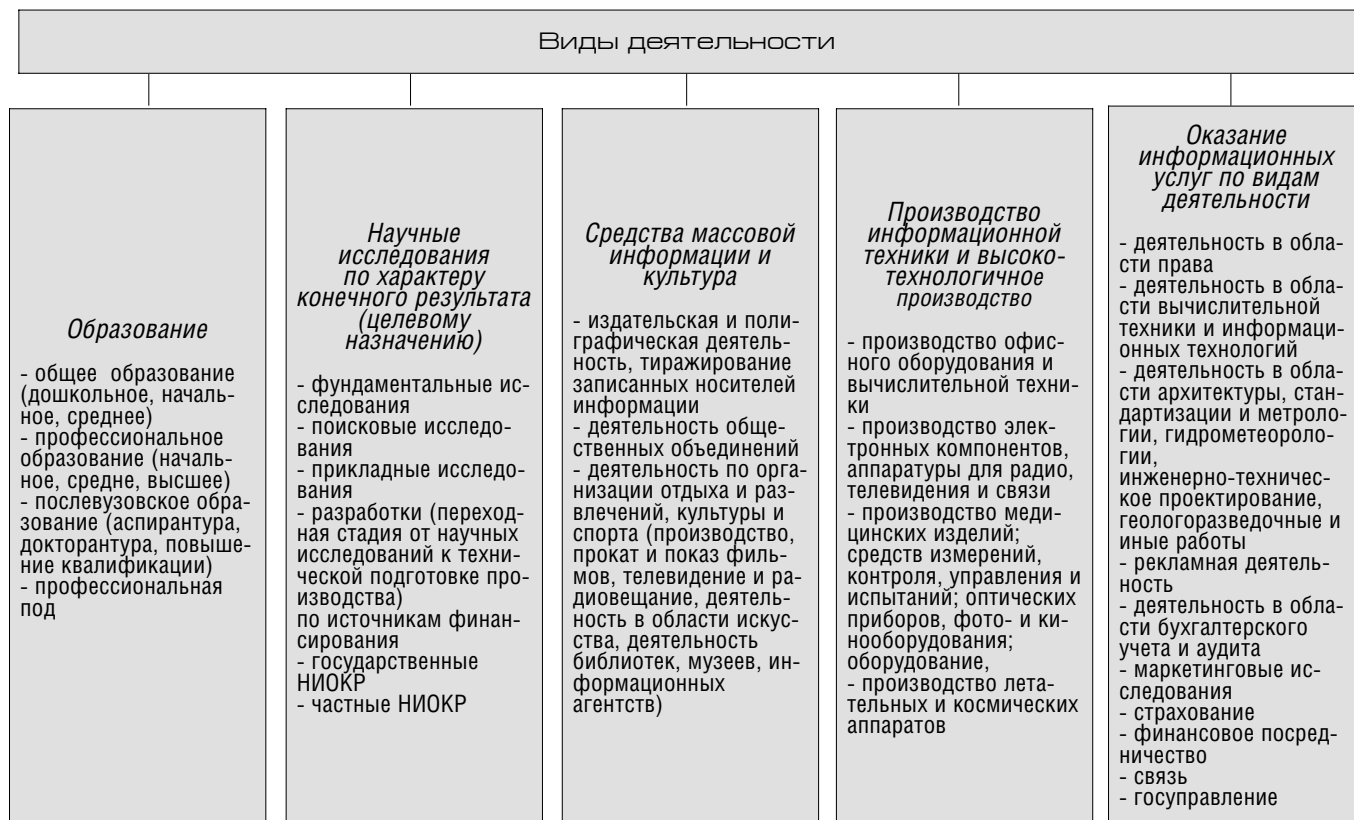 Виды деятельности
Образование
- общее образование
(дошкольное, началь-
ное, среднее)
- профессиональное
образование (началь-
ное, средне, высшее)
- послевузовское обра-
зование (аспирантура,
докторантура, повыше-
ние квалификации)
- профессиональная
под
Научные
исследования
по характеру
конечного результата
(целевому
назначению)
- фундаментальные ис-
следования
- поисковые исследо-
вания
- прикладные исследо-
вания
- разработки (переход-
ная стадия от научных
исследований к техни-
ческой подготовке про-
изводства)
по источникам финан-
сирования
- государственные
НИОКР
- частные НИОКР
Средства массовой
информации и
культура
- издательская и поли-
графическая деятель-
ность, тиражирование
записанных носителей
информации
- деятельность обще-
ственных объединений
- деятельность по орга-
низации отдыха и раз-
влечений, культуры и
спорта (производство,
прокат и показ филь-
мов, телевидение и ра-
диовещание, деятель-
ность в области искус-
ства, деятельность
библиотек, музеев, ин-
формационных
агентств)
Производство
информационной
техники и высоко-
технологичное
производство
- производство офис-
ного оборудования и
вычислительной техни-
ки
- производство элек-
тронных компонентов,
аппаратуры для радио,
телевидения и связи
- производство меди-
цинских изделий;
средств измерений,
контроля, управления и
испытаний; оптических
приборов, фото- и ки-
нооборудования;
оборудование,
- производство лета-
тельных и космических
аппаратов
Оказание
информационных
услуг по видам
деятельности
- деятельность в обла-
сти права
- деятельность в обла-
сти вычислительной
техники и информаци-
онных технологий
- деятельность в обла-
сти архитектуры, стан-
дартизации и метроло-
гии, гидрометеороло-
гии,
инженерно-техничес-
кое проектирование,
геологоразведочные и
иные работы
- рекламная деятель-
ность
- деятельность в обла-
сти бухгалтерского
учета и аудита
- маркетинговые ис-
следования
- страхование
- финансовое посред-
ничество
- связь
- госуправление